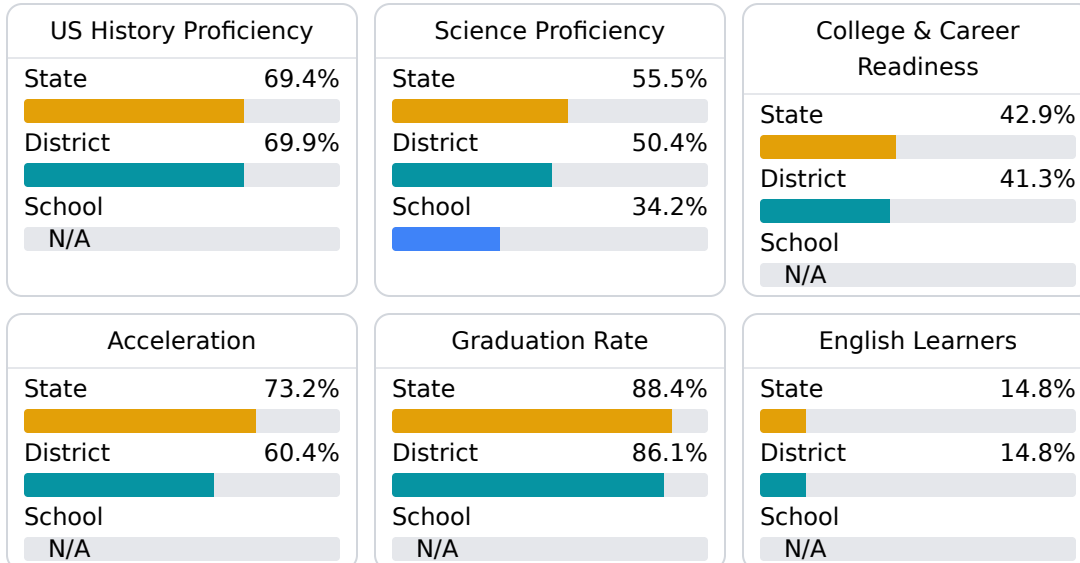 US History Proficiency
State 69.4%
District 69.9%
School
N/A
Science Proficiency
State 55.5%
District 50.4%
School 34.2%
College & Career
Readiness
State 42.9%
District 41.3%
School
N/A
Acceleration
State 73.2%
District 60.4%
School
N/A
Graduation Rate
State 88.4%
District 86.1%
School
N/A
English Learners
State 14.8%
District 14.8%
School
N/A